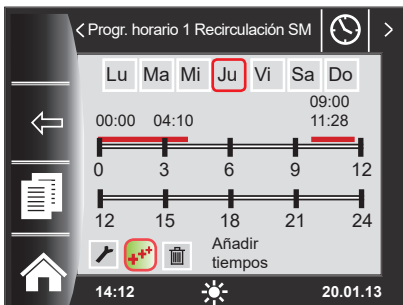 Progr. horario 1 Recirculación SM
Lu Ma Mi Ju Vi Sa Do
09:00
00:00 04:10 11:28
0 3 6 9 12
12 15 18 21 24
Añadir
tiempos
14:12 20.01.13